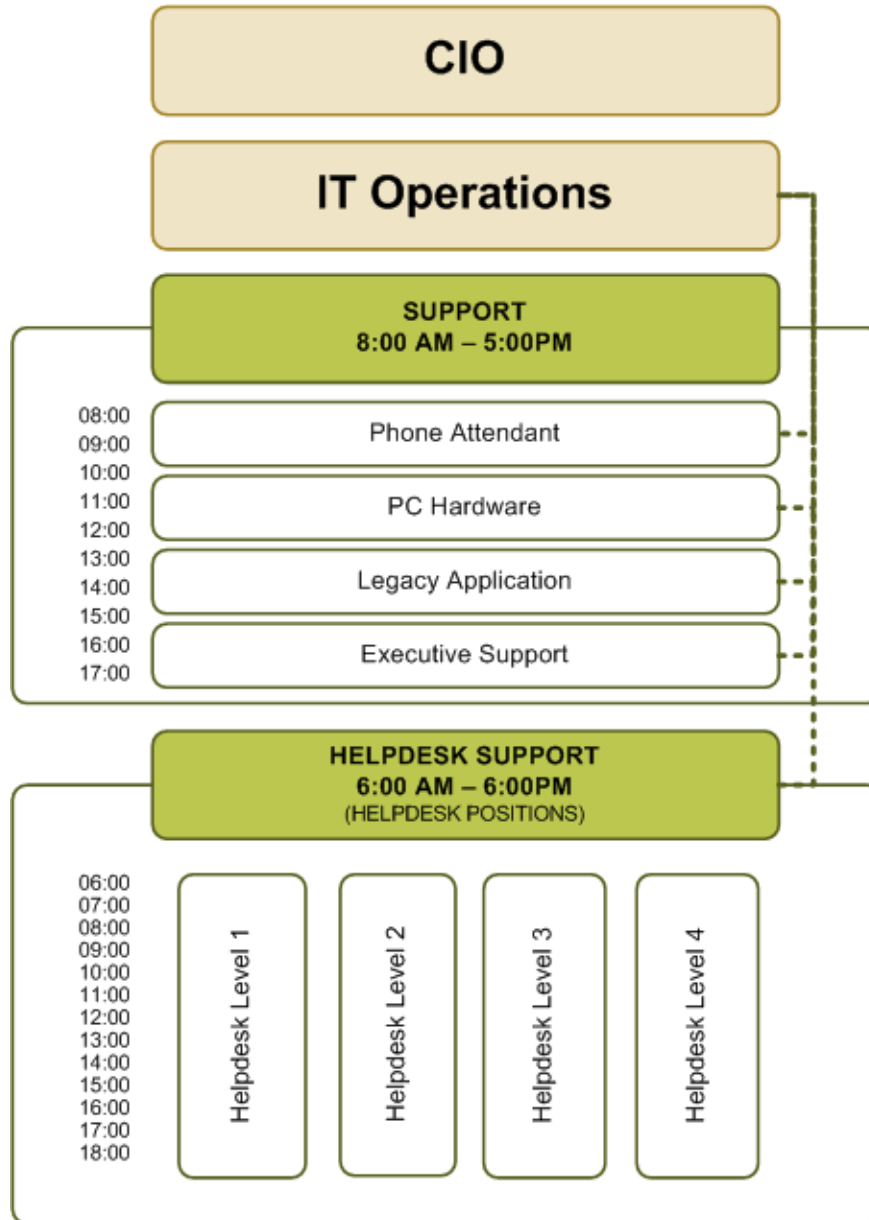 CIO
IT Operations
SUPPORT
8:00 AM – 5:00PM
08:00
09:00
10:00
11:00
12:00
13:00
14:00
15:00
16:00
17:00
Phone Attendant
PC Hardware
Legacy Application
Executive Support
HELPDESK SUPPORT
6:00 AM – 6:00PM
(HELPDESK POSITIONS)
06:00
07:00
08:00
09:00
10:00
11:00
12:00
13:00
14:00
15:00
16:00
17:00
18:00
Helpdesk Level 1
Helpdesk Level 2
Helpdesk Level 3
Helpdesk Level 4